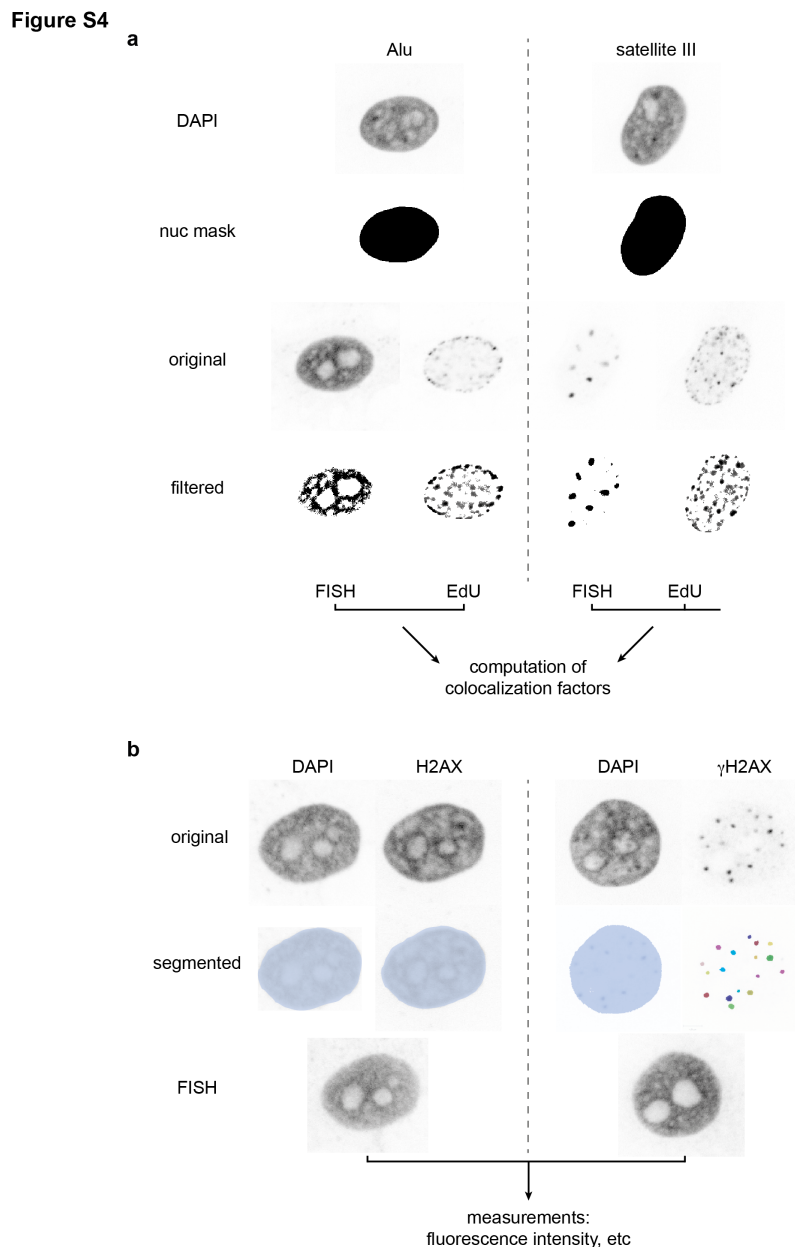 Figure S4
a
Alu
satellite III
DAPI
nuc mask
original
filtered
FISH
EdU
FISH
EdU
computation of
colocalization factors
b
DAPI
H2AX
DAPI
γH2AX
original
segmented
FISH
measurements:
fluorescence intensity, etc